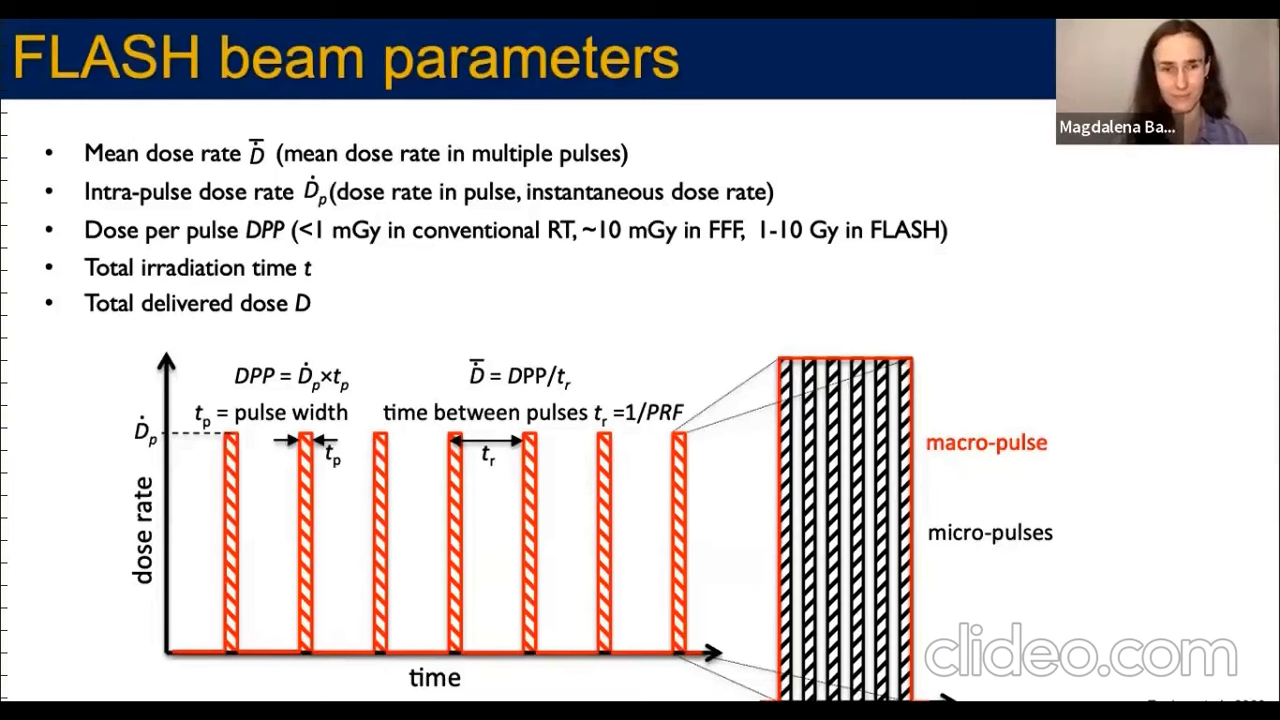 FLASH beam parameters
Magdalena Ba...
• Mean dose rate D̄̇ (mean dose rate in multiple pulses)
• Intra-pulse dose rate Ḋp (dose rate in pulse, instantaneous dose rate)
• Dose per pulse DPP (<1 mGy in conventional RT, ~10 mGy in FFF, 1-10 Gy in FLASH)
• Total irradiation time t
• Total delivered dose D
DPP = Ḋp×tp
D̄̇ = DPP/tr
tp = pulse width
time between pulses tr =1/PRF
Ḋp
tp
tr
dose rate
time
macro-pulse
micro-pulses
clideo.com